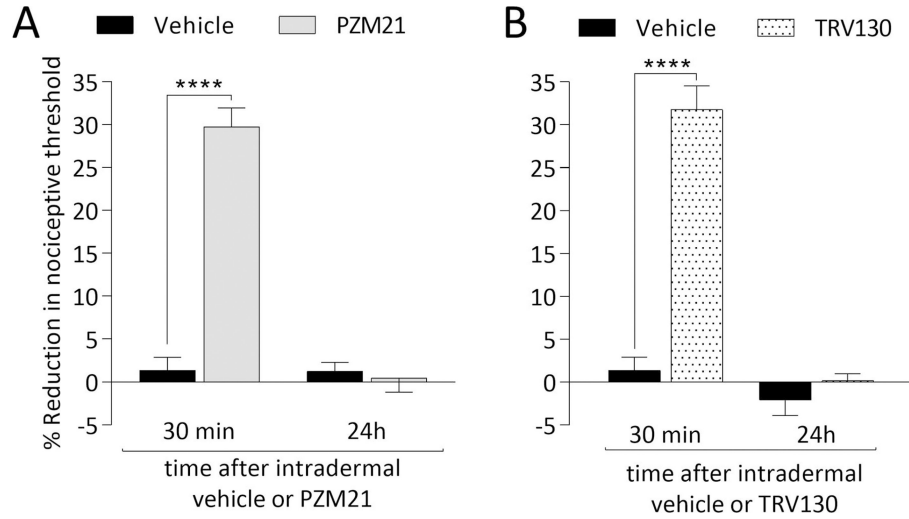 A
Vehicle
PZM21
% Reduction in nociceptive threshold
35
30
25
20
15
10
5
0
-5
****
30 min
24h
time after intradermal
vehicle or PZM21
B
Vehicle
TRV130
35
30
25
20
15
10
5
0
-5
****
30 min
24h
time after intradermal
vehicle or TRV130